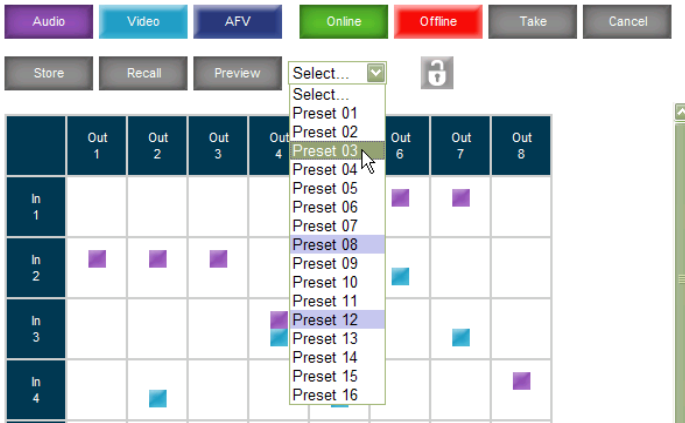 Audio Video AFV Online Offline Take Cancel
Store Recall Preview Select...
Select...
Preset 01
Preset 02
Preset 03
Preset 04
Preset 05
Preset 06
Preset 07
Preset 08
Preset 09
Preset 10
Preset 11
Preset 12
Preset 13
Preset 14
Preset 15
Preset 16
Out Out Out Out Out Out Out
1 2 3 4 6 7 8
In
1
In
2
In
3
In
4